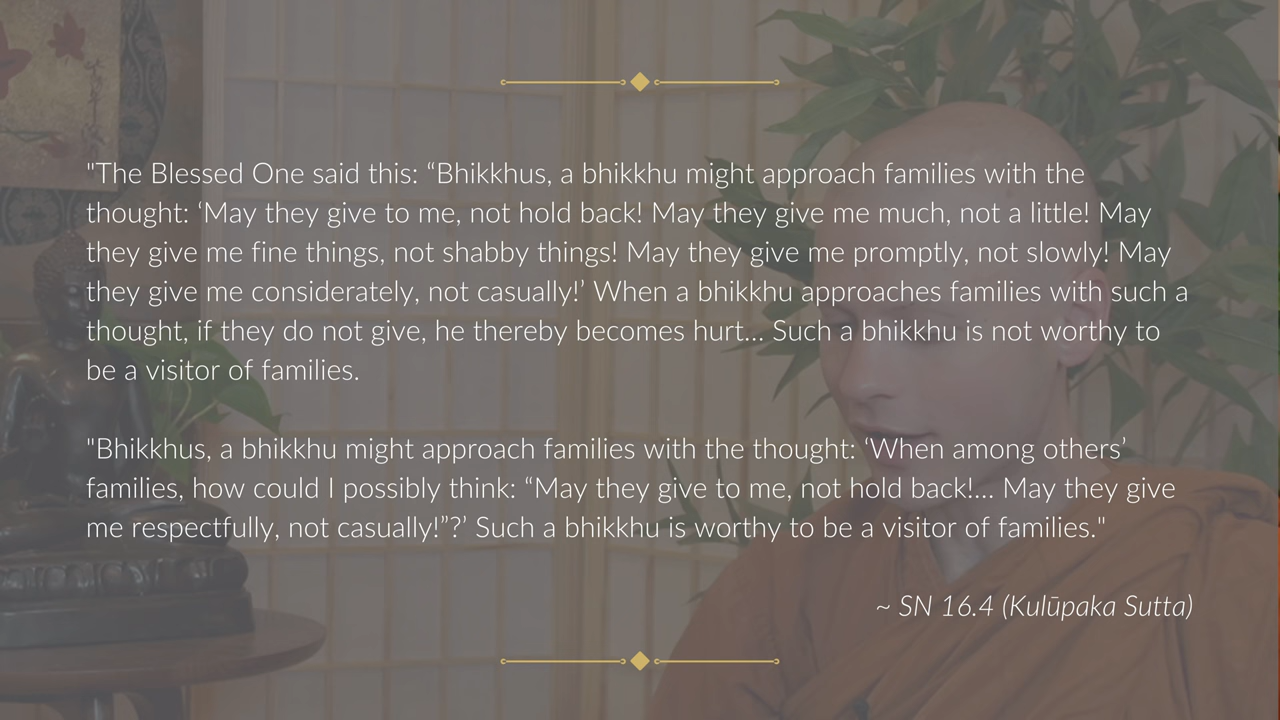 "The Blessed One said this: “Bhikkhus, a bhikkhu might approach families with the
thought: ‘May they give to me, not hold back! May they give me much, not a little! May
they give me fine things, not shabby things! May they give me promptly, not slowly! May
they give me considerately, not casually!’ When a bhikkhu approaches families with such a
thought, if they do not give, he thereby becomes hurt... Such a bhikkhu is not worthy to
be a visitor of families.
"Bhikkhus, a bhikkhu might approach families with the thought: ‘When among others’
families, how could I possibly think: “May they give to me, not hold back!... May they give
me respectfully, not casually!”?’ Such a bhikkhu is worthy to be a visitor of families."
~ SN 16.4 (Kulūpaka Sutta)